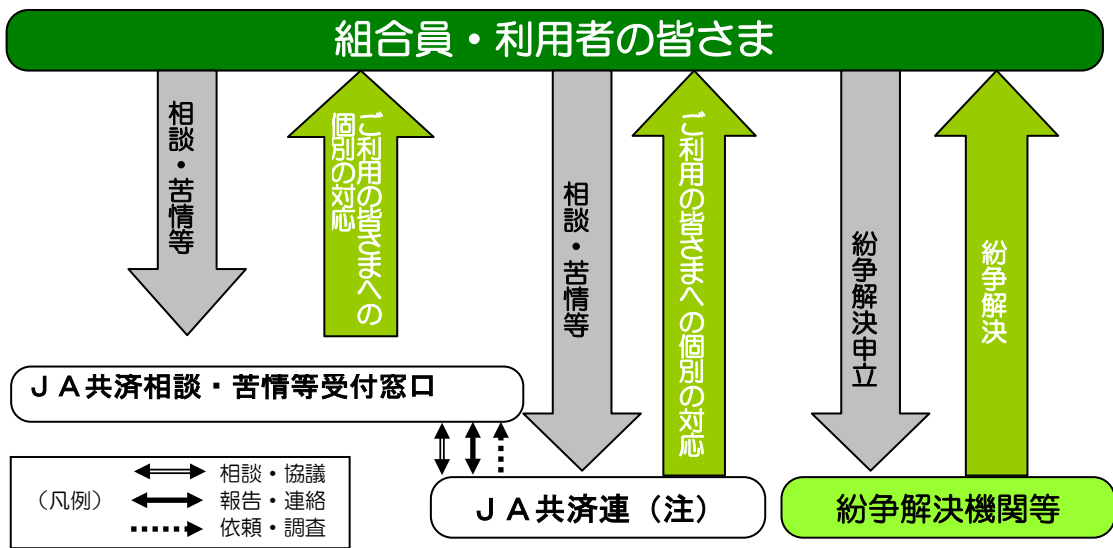 組合員・利用者の皆さま
相談・苦情等
ご利用の皆さまへの
個別の対応
相談・苦情等
ご利用の皆さまへの個別の対応
紛争解決申立
紛争解決
ＪＡ共済相談・苦情等受付窓口
（凡例）
相談・協議
報告・連絡
依頼・調査
ＪＡ共済連（注）
紛争解決機関等